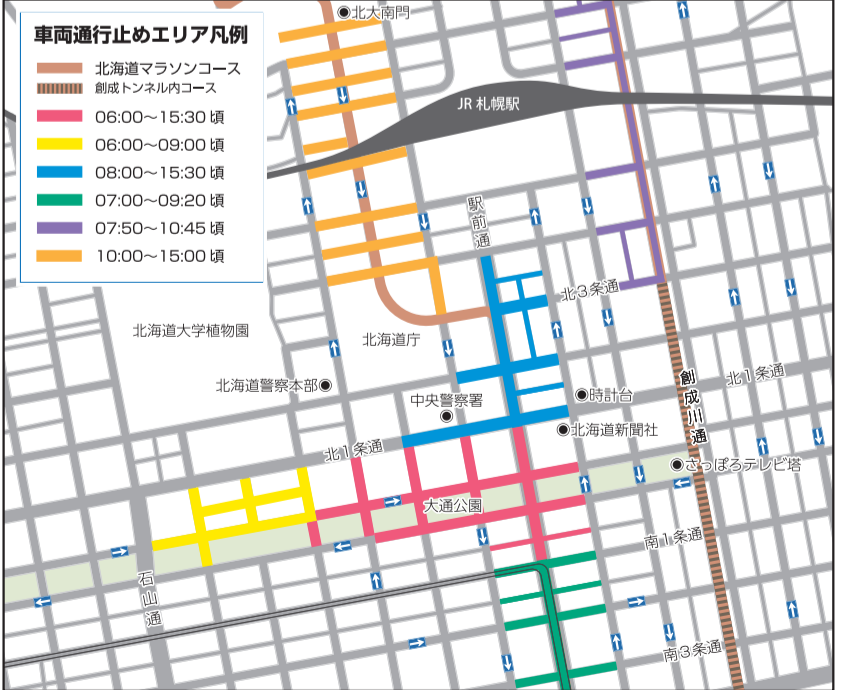 車両通行止めエリア凡例
北海道マラソンコース
創成トンネル内コース
06:00〜15:30 頃
06:00〜09:00 頃
08:00〜15:30 頃
07:00〜09:20 頃
07:50〜10:45 頃
10:00〜15:00 頃
北大南門
JR 札幌駅
駅前通
北3条通
北海道大学植物園
北海道庁
北海道警察本部
中央警察署
時計台
北1条通
創成川通
北海道新聞社
北1条通
さっぽろテレビ塔
大通公園
南1条通
石山通
南3条通